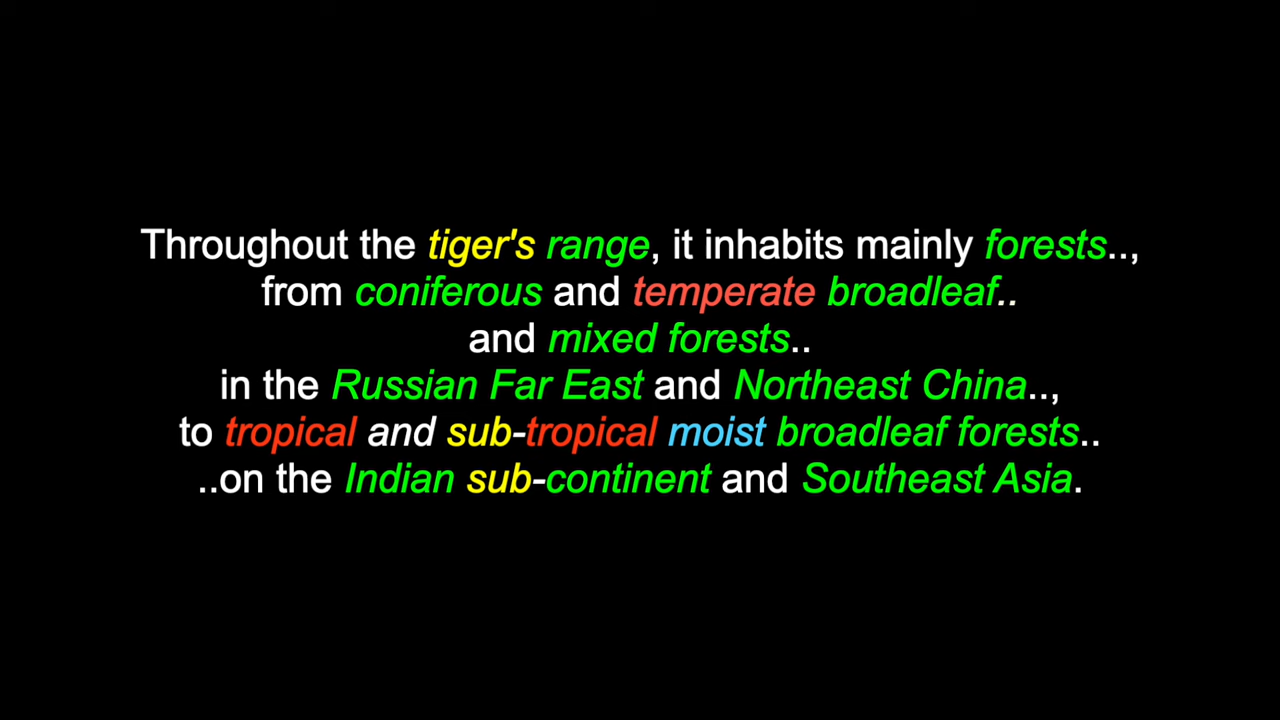 Throughout the tiger's range, it inhabits mainly forests..,
from coniferous and temperate broadleaf..
and mixed forests..
in the Russian Far East and Northeast China..,
to tropical and sub-tropical moist broadleaf forests..
..on the Indian sub-continent and Southeast Asia.